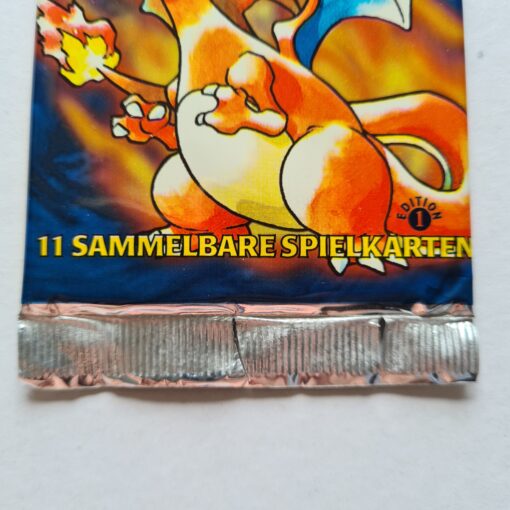 EDITION
1
11 SAMMELBARE SPIELKARTEN